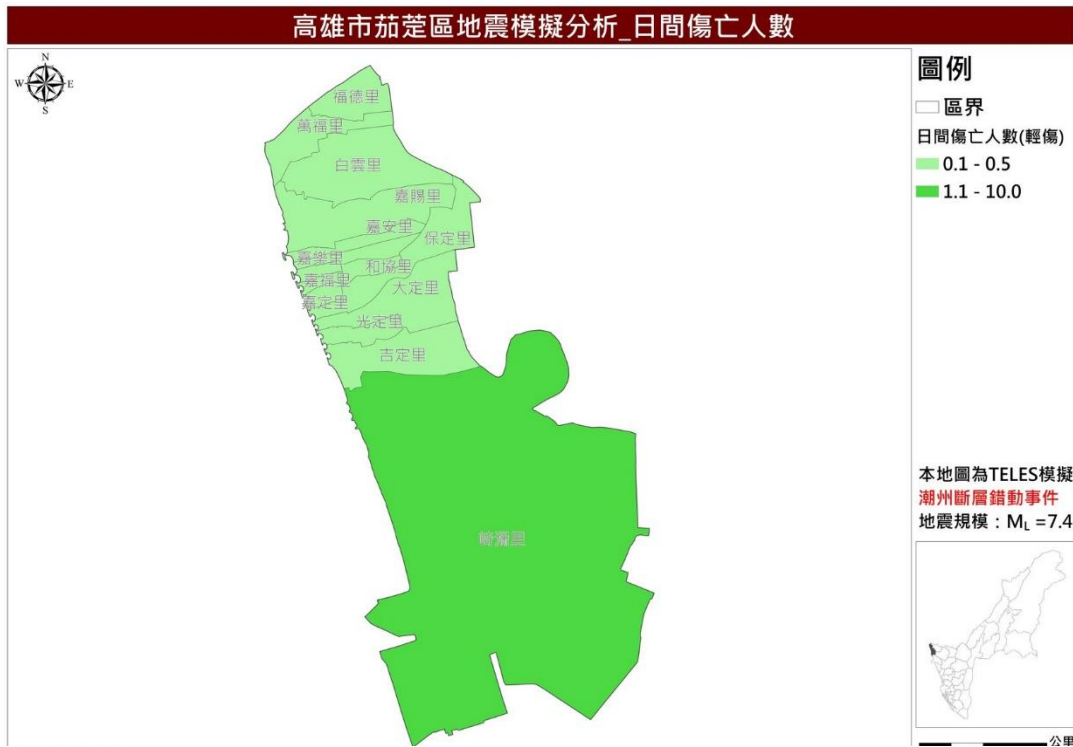 高雄市茄萣區地震模擬分析_日間傷亡人數
N
W
E
S
福德里
萬福里
白雲里
嘉賜里
嘉安里
保定里
嘉樂里
和協里
嘉福里
大定里
嘉定里
光定里
吉定里
崎漏里
圖例
區界
日間傷亡人數(輕傷)
0.1 - 0.5
1.1 - 10.0
本地圖為TELES模擬
潮州斷層錯動事件
地震規模：ML =7.4
公里